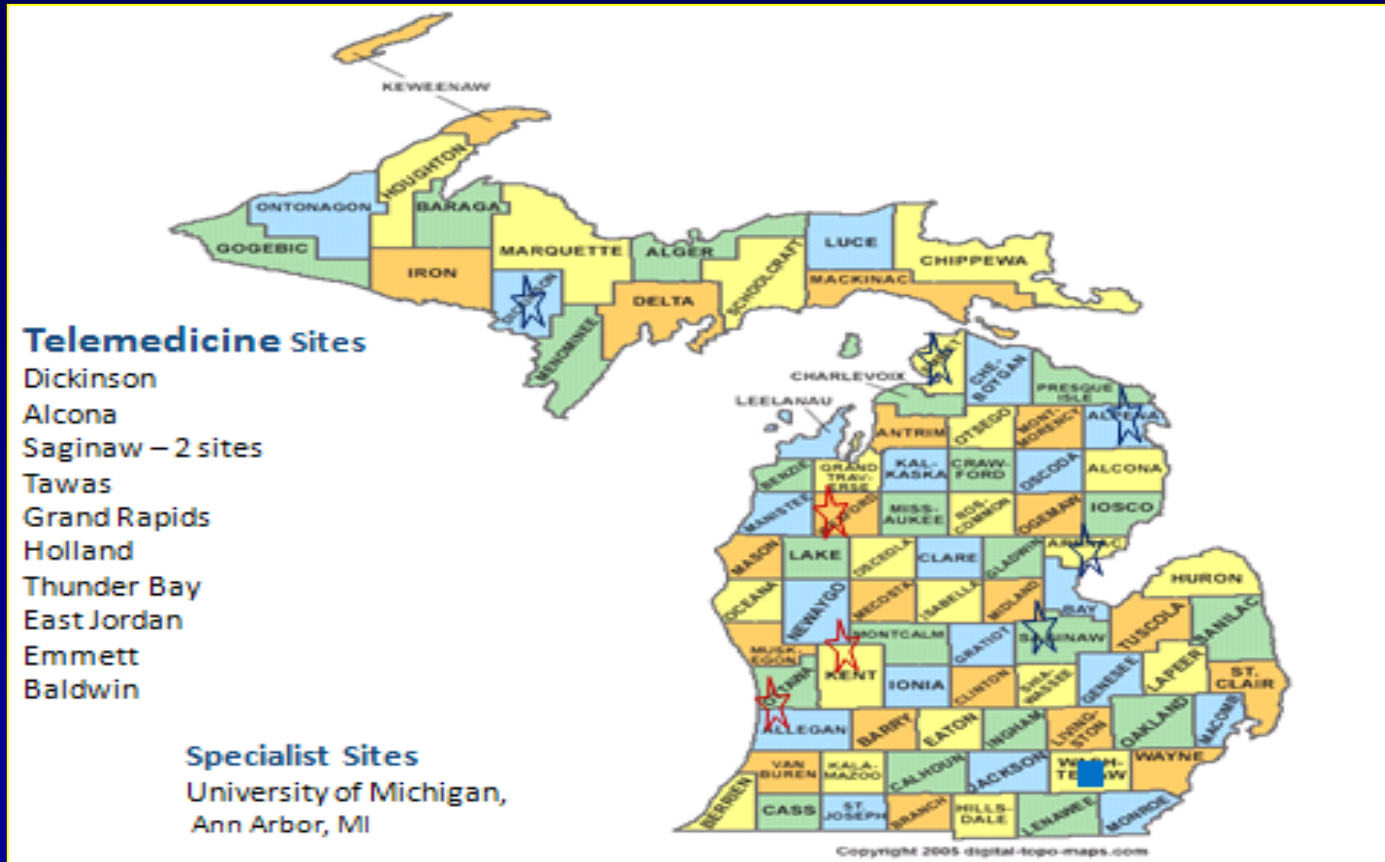 KEWEENAW
HOUGHTON
ONTONAGON
BARAGA
GOGEBIC
MARQUETTE
ALGER
LUCE
CHIPPEWA
IRON
SCHOOLCRAFT
MACKINAC
DICKINSON
DELTA
MENOMINEE
Telemedicine Sites
Dickinson
Alcona
Saginaw – 2 sites
Tawas
Grand Rapids
Holland
Thunder Bay
East Jordan
Emmett
Baldwin
Specialist Sites
University of Michigan,
Ann Arbor, MI
CHARLEVOIX
CHE-
BOYGAN
PRESQUE
ISLE
LEELANAU
ANTRIM
OTSEGO
MONT-
MORENCY
ALPENA
BENZIE
GRAND
TRAV-
ERSE
KAL-
KASKA
CRAW-
FORD
OSCODA
ALCONA
MANISTEE
MISS-
AUKEE
ROS-
COMMON
OGEMAW
IOSCO
MASON
LAKE
OSCEOLA
CLARE
GLADWIN
HURON
OCEANA
NEWAYGO
MECOSTA
ISABELLA
MIDLAND
BAY
TUSCOLA
SANILAC
MUSK-
EGON
MONTCALM
GRATIOT
SAGINAW
KENT
IONIA
CLINTON
SHIA-
WASSEE
GENESEE
LAPEER
ST.
CLAIR
ALLEGAN
BARRY
EATON
INGHAM
LIVING-
STON
OAKLAND
MACOMB
VAN
BUREN
KALA-
MAZOO
CALHOUN
JACKSON
WASH-
TENAW
WAYNE
BERRIEN
CASS
ST.
JOSEPH
BRANCH
HILLS-
DALE
LENAWEE
MONROE
Copyright 2005 digital-topo-maps.com